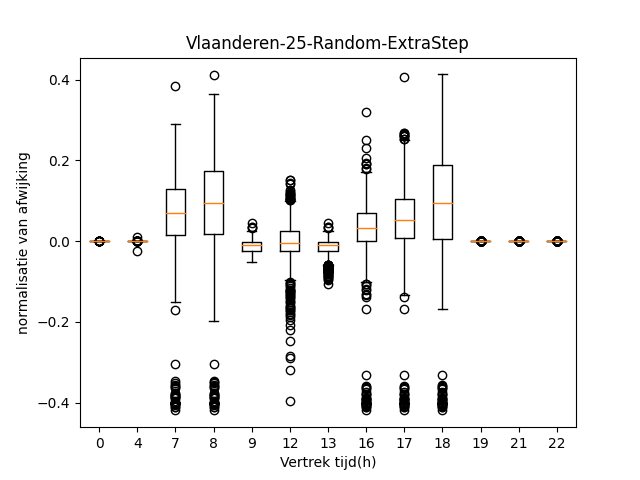 Vlaanderen-25-Random-ExtraStep
normalisatie van afwijking
0.4
0.2
0.0
−0.2
−0.4
0 4 7 8 9 12 13 16 17 18 19 21 22
Vertrek tijd(h)